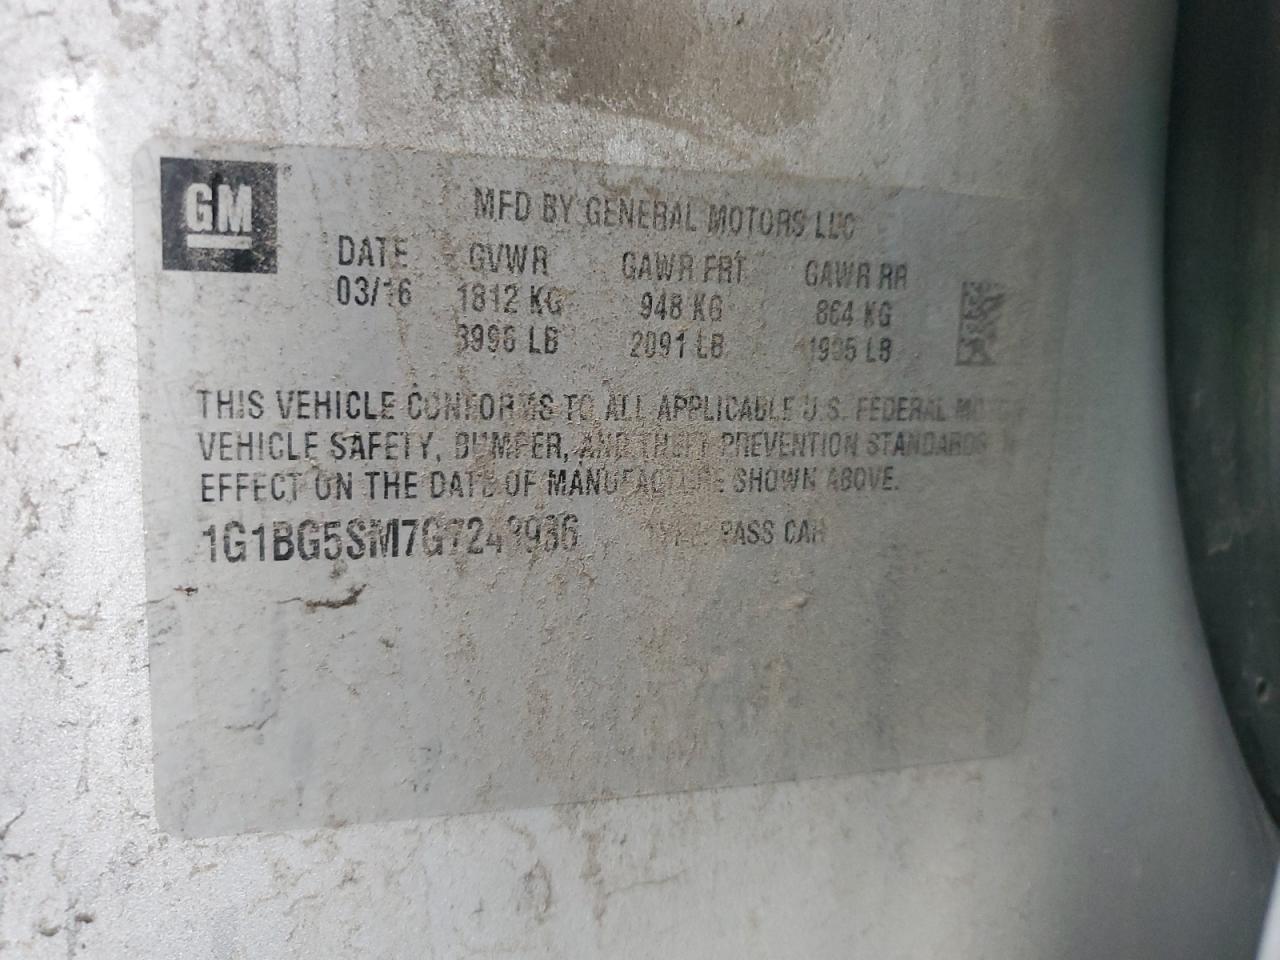 GM
MFD BY GENERAL MOTORS LLC
DATE GVWR GAWR FRT GAWR RR
03/16 1812 KG 948 KG 864 KG
3996 LB 2091 LB 1905 LB
THIS VEHICLE CONFORMS TO ALL APPLICABLE U.S. FEDERAL
VEHICLE SAFETY, BUMPER, AND THEFT PREVENTION STANDARDS
EFFECT ON THE DATE OF MANUFACTURE SHOWN ABOVE.
1G1BG5SM7G7248936 TYPE: PASS CAR